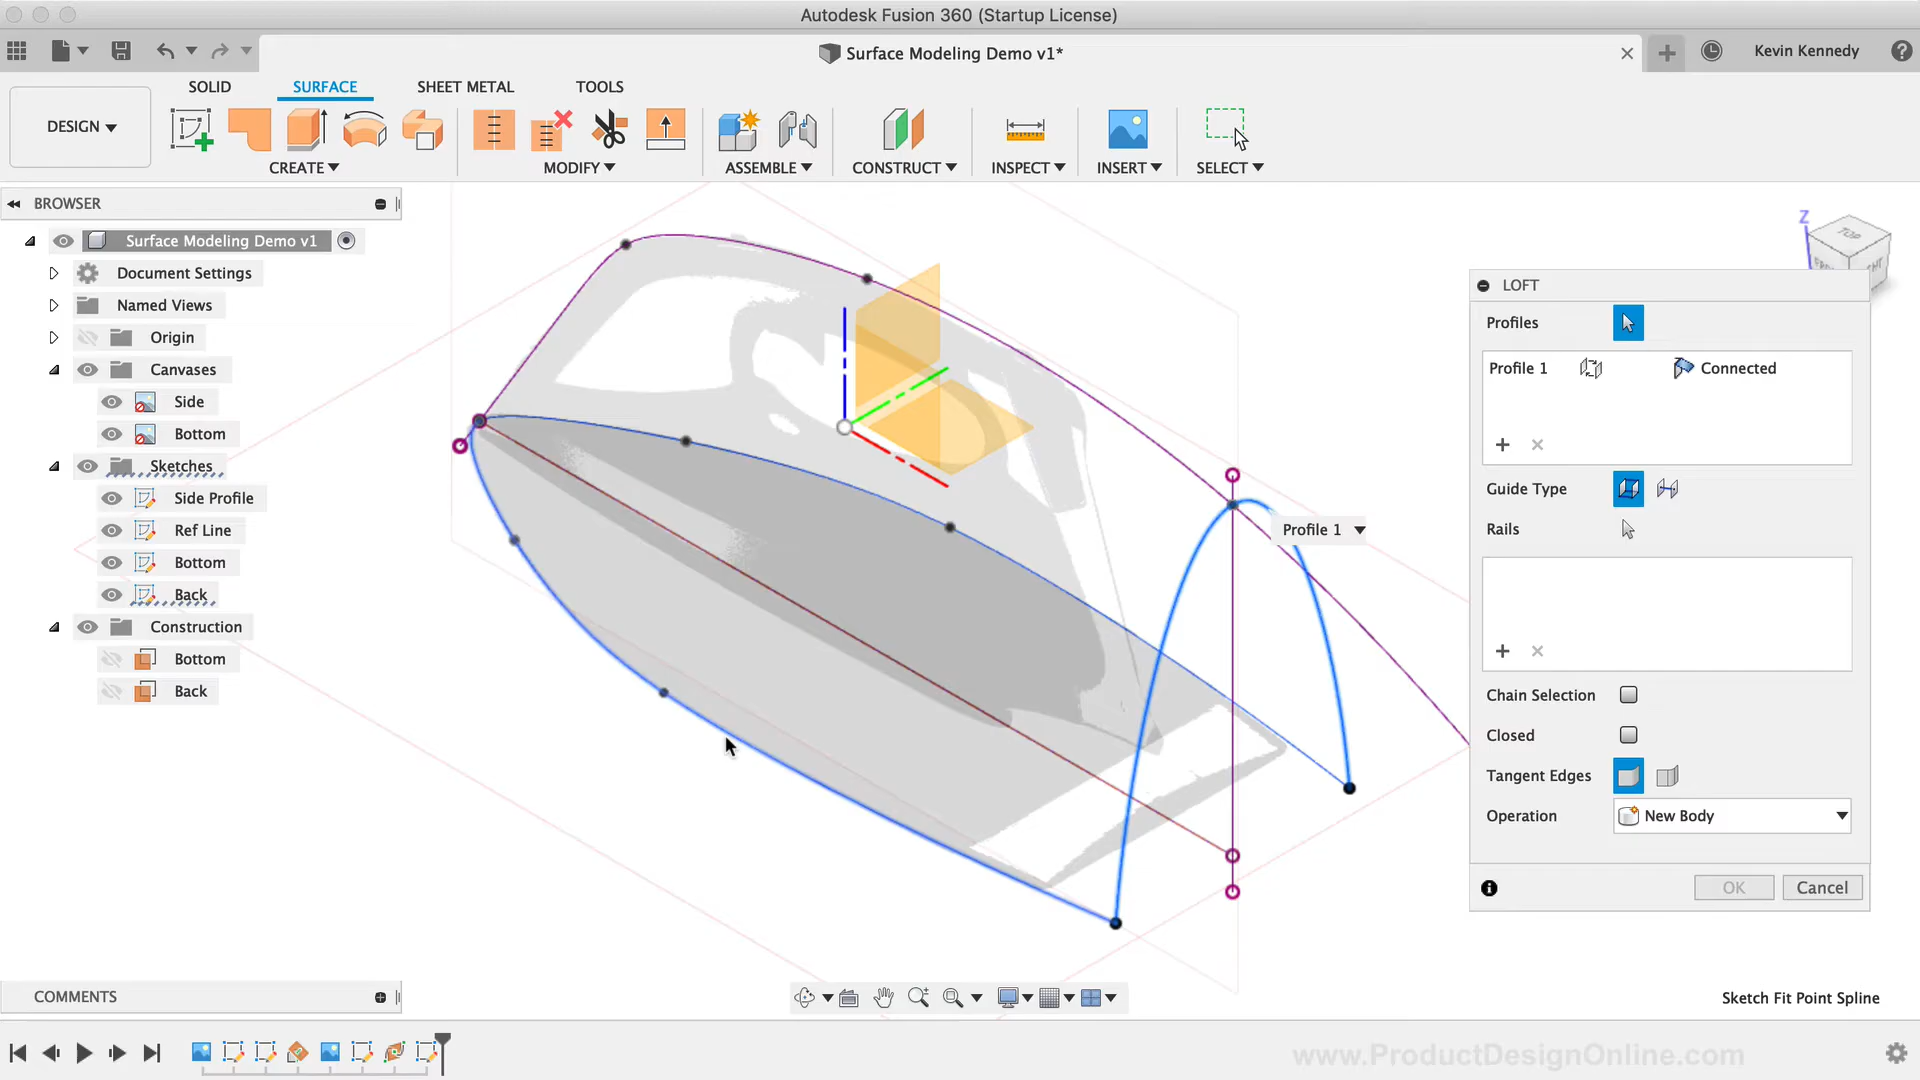 Autodesk Fusion 360 (Startup License)
Surface Modeling Demo v1*
Kevin Kennedy
SOLID
SURFACE
SHEET METAL
TOOLS
DESIGN
CREATE
MODIFY
ASSEMBLE
CONSTRUCT
INSPECT
INSERT
SELECT
BROWSER
Surface Modeling Demo v1
Document Settings
Named Views
Origin
Canvases
Side
Bottom
Sketches
Side Profile
Ref Line
Bottom
Back
Construction
Bottom
Back
Z
TOP
Profile 1
LOFT
Profiles
Profile 1 Connected
Guide Type
Rails
Chain Selection
Closed
Tangent Edges
Operation New Body
OK Cancel
COMMENTS
Sketch Fit Point Spline
www.ProductDesignOnline.com